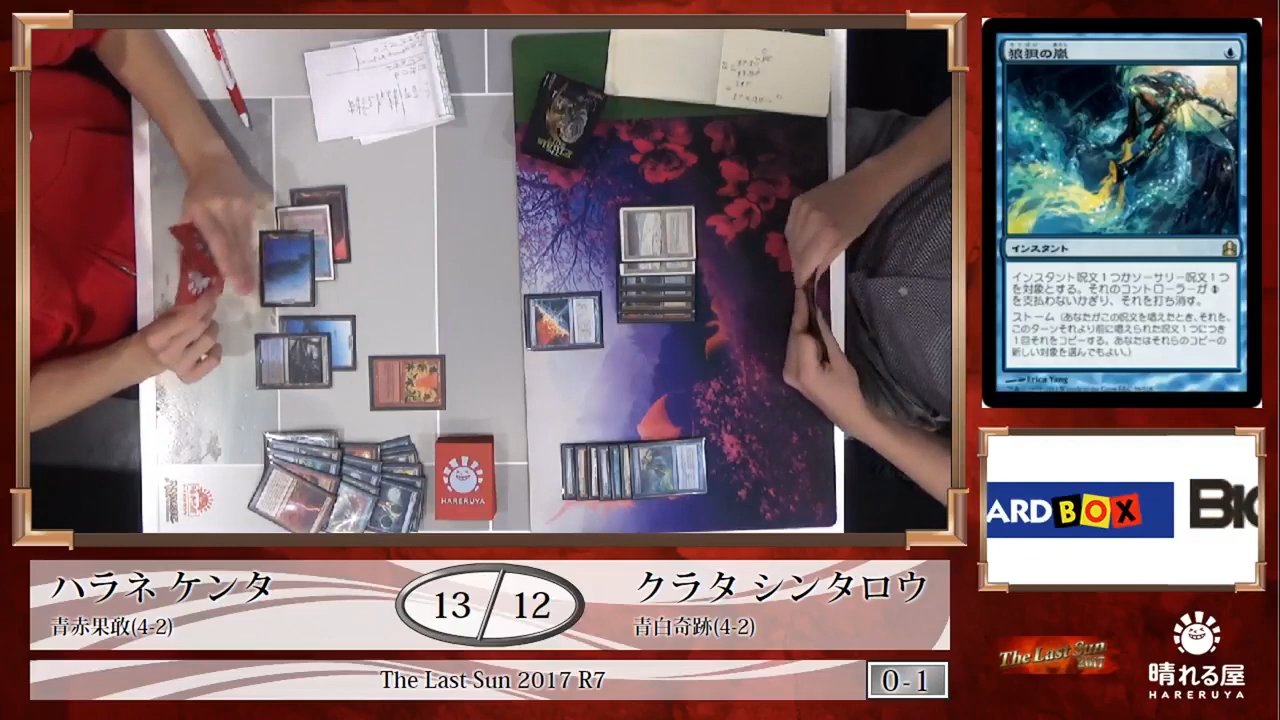 狼狽の嵐
インスタント
インスタント呪文1つかソーサリー呪文1つ
を対象とする。それのコントローラーが
を支払わないかぎり、それを打ち消す。
ストーム（あなたがこの呪文を唱えたとき、それを、
このターンそれより前に唱えられた呪文1つにつき
1回それをコピーする。あなたはそれらのコピーの
新しい対象を選んでもよい。）
Erica Yang
HARERUYA
ARD BOX
BIG
ハラネ ケンタ
青赤果敢(4-2)
13 / 12
クラタ シンタロウ
青白奇跡(4-2)
The Last Sun 2017 R7
0-1
The Last Sun
2017
晴れる屋
HARERUYA